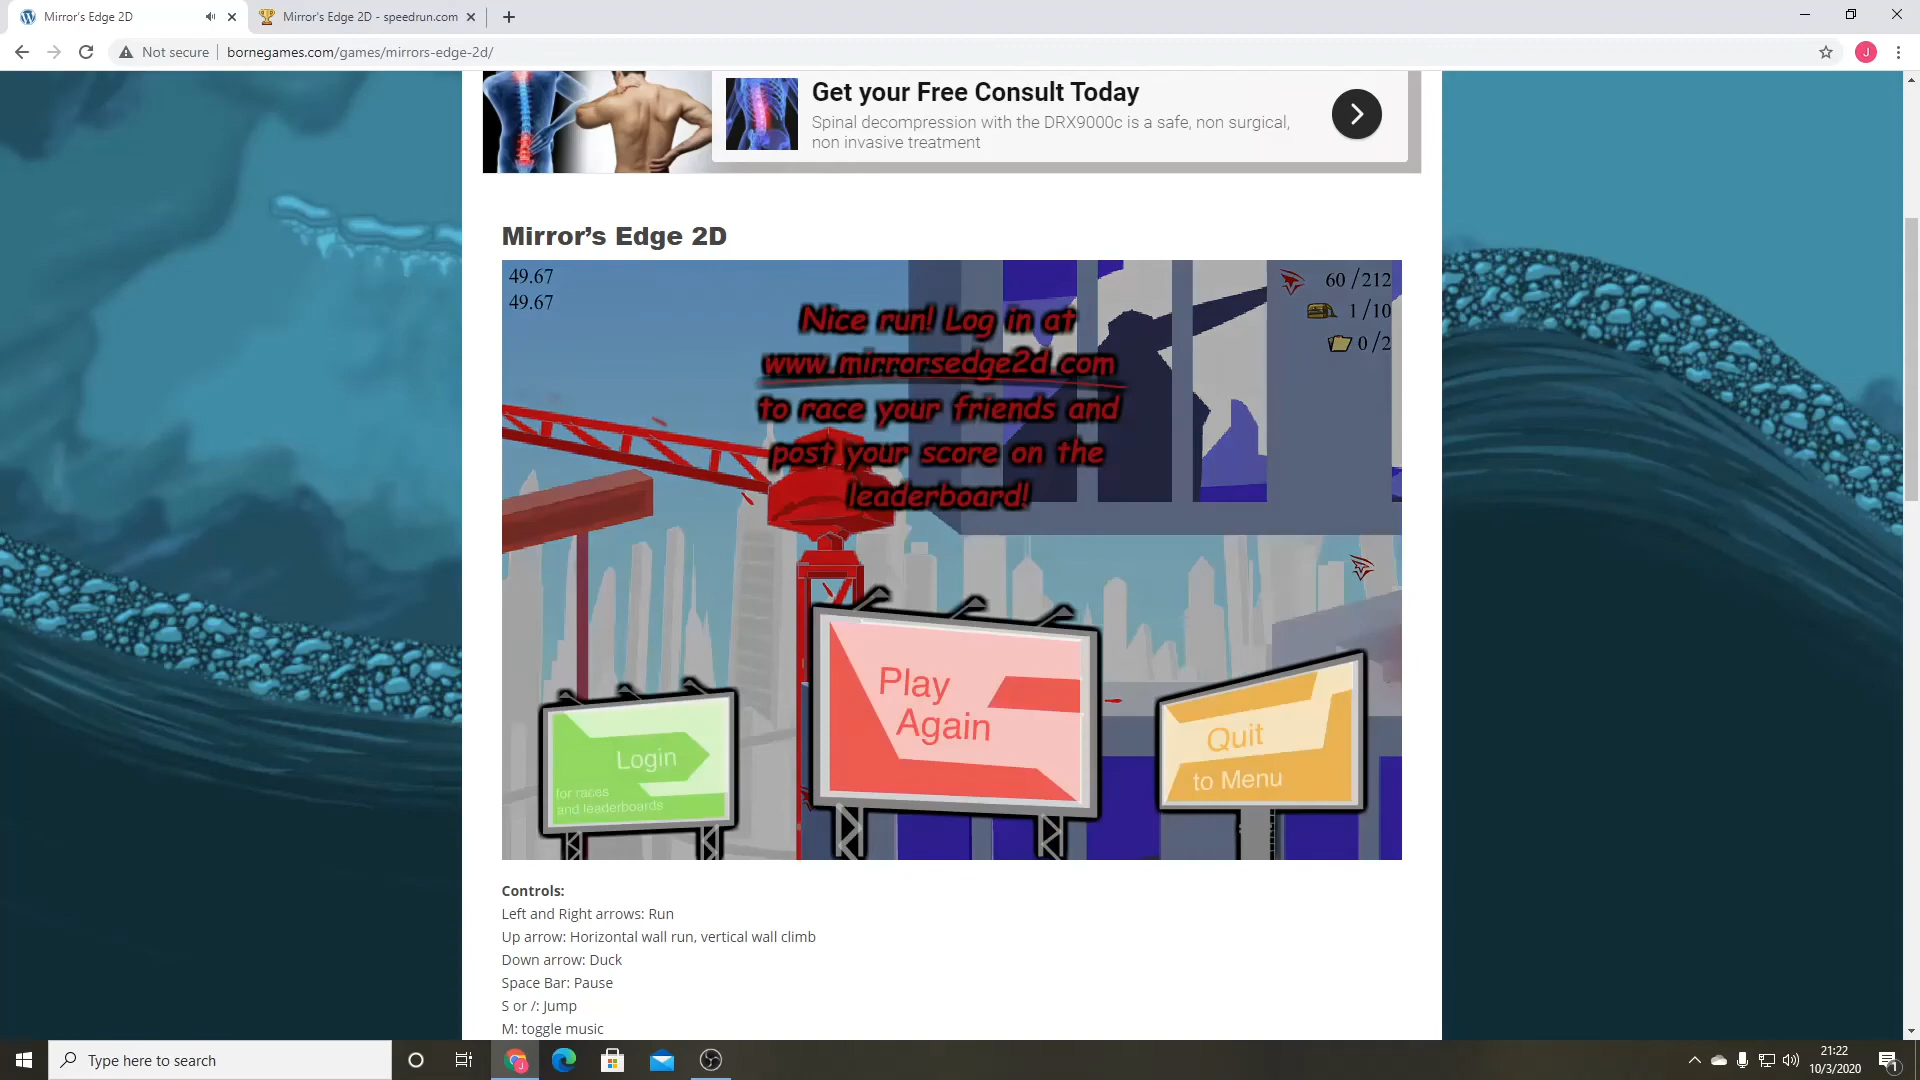 Mirror's Edge 2D
Mirror's Edge 2D - speedrun.com
Not secure
bornegames.com/games/mirrors-edge-2d/
J
Get your Free Consult Today
Spinal decompression with the DRX9000c is a safe, non surgical,
non invasive treatment
Mirror’s Edge 2D
49.67
49.67
60 /212
1/10
0/2
Nice run! Log in at
www.mirrorsedge2d.com
to race your friends and
post your score on the
leaderboard!
Login
for races
and leaderboards
Play
Again
Quit
to Menu
Controls:
Left and Right arrows: Run
Up arrow: Horizontal wall run, vertical wall climb
Down arrow: Duck
Space Bar: Pause
S or /: Jump
M: toggle music
Type here to search
J
21:22
10/3/2020
1